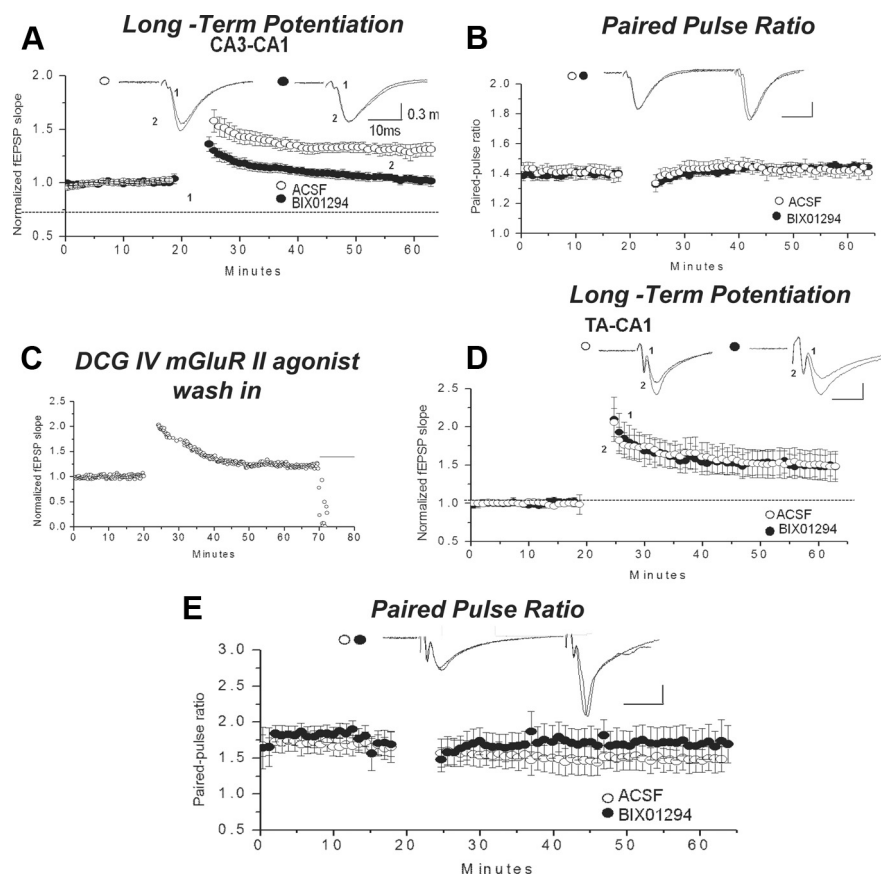 A
Long -Term Potentiation
CA3-CA1
1
2
2
0.3 m
10ms
Normalized fEPSP slope
2.0
1.5
1.0
0.5
2
1
ACSF
BIX01294
0 10 20 30 40 50 60
Minutes
B
Paired Pulse Ratio
Paired-pulse ratio
2.0
1.8
1.6
1.4
1.2
1.0
ACSF
BIX01294
0 10 20 30 40 50 60
Minutes
C
DCG IV mGluR II agonist
wash in
Normalized fEPSP slope
2.5
2.0
1.5
1.0
0.5
0.0
0 10 20 30 40 50 60 70 80
Minutes
D
Long -Term Potentiation
TA-CA1
1
2
1
2
Normalized fEPSP slope
2.5
2.0
1.5
1.0
0.5
1
2
ACSF
BIX01294
0 10 20 30 40 50 60
Minutes
E
Paired Pulse Ratio
Paired-pulse ratio
3.0
2.5
2.0
1.5
1.0
0.5
ACSF
BIX01294
0 10 20 30 40 50 60
Minutes